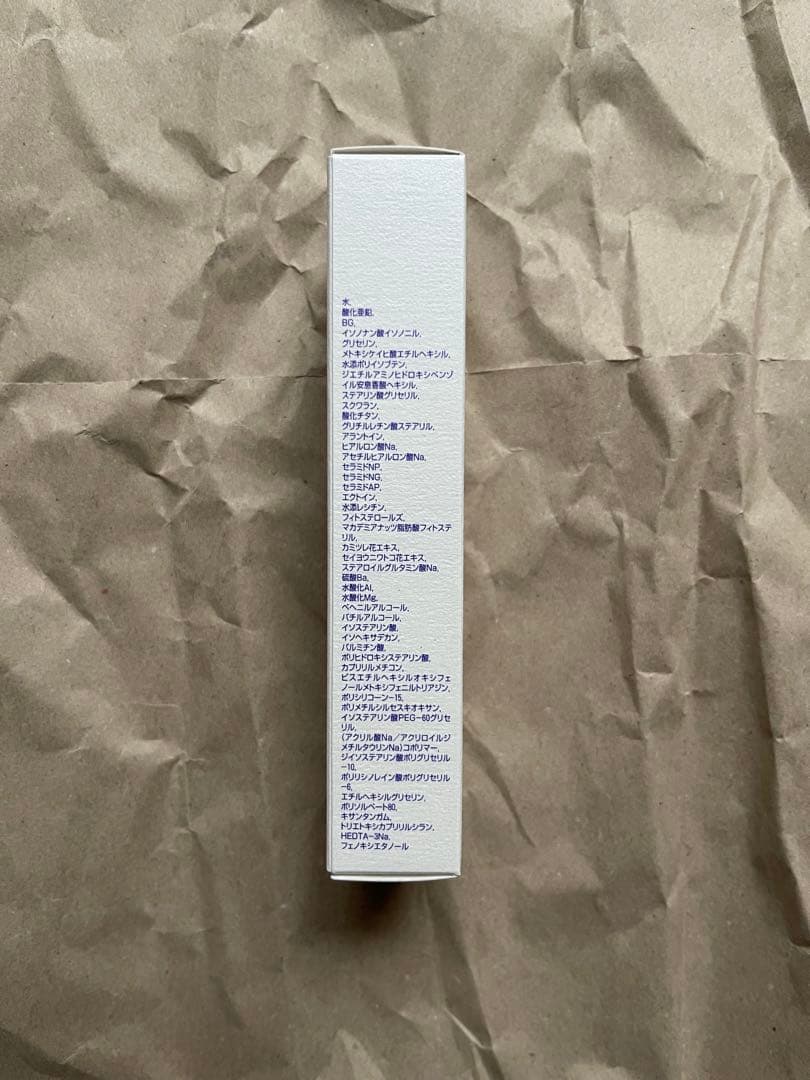 水,
酸化亜鉛,
BG,
イソノナン酸イソノニル,
グリセリン,
メトキシケイヒ酸エチルヘキシル,
水添ポリイソブテン,
ジエチルアミノヒドロキシベンゾ
イル安息香酸ヘキシル,
ステアリン酸グリセリル,
スクワラン,
酸化チタン,
グリチルレチン酸ステアリル,
アラントイン,
ヒアルロン酸Na,
アセチルヒアルロン酸Na,
セラミドNP,
セラミドNG,
セラミドAP,
エクトイン,
水添レシチン,
フィトステロールズ,
マカデミアナッツ脂肪酸フィトステ
リル,
カミツレ花エキス,
セイヨウニワトコ花エキス,
ステアロイルグルタミン酸Na,
硫酸Ba,
水酸化Al,
水酸化Mg,
ベヘニルアルコール,
バチルアルコール,
イソステアリン酸,
イソヘキサデカン,
パルミチン酸,
ポリヒドロキシステアリン酸,
カプリリルメチコン,
ビスエチルヘキシルオキシフェ
ノールメトキシフェニルトリアジン,
ポリシリコーン-15,
ポリメチルシルセスキオキサン,
イソステアリン酸PEG-60グリセ
リル,
(アクリル酸Na/アクリロイルジ
メチルタウリンNa)コポリマー,
ジイソステアリン酸ポリグリセリル
-10,
ポリリシノレイン酸ポリグリセリル
-6,
エチルヘキシルグリセリン,
ポリソルベート80,
キサンタンガム,
トリエトキシカプリリルシラン,
HEDTA-3Na,
フェノキシエタノール